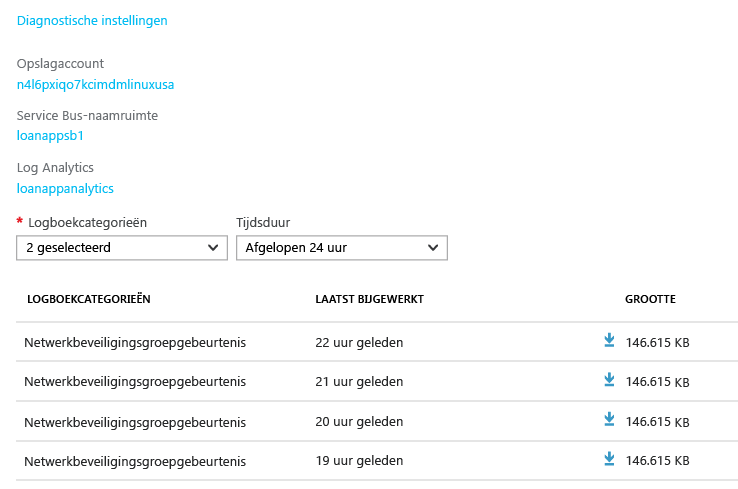 Diagnostische instellingen
Opslagaccount
n4l6pxiqo7kcimdmlinuxusa
Service Bus-naamruimte
loanappsb1
Log Analytics
loanappanalytics
* Logboekcategorieën Tijdsduur
2 geselecteerd Afgelopen 24 uur
LOGBOEKCATEGORIEËN LAATST BIJGEWERKT GROOTTE
Netwerkbeveiligingsgroepgebeurtenis 22 uur geleden 146.615 KB
Netwerkbeveiligingsgroepgebeurtenis 21 uur geleden 146.615 KB
Netwerkbeveiligingsgroepgebeurtenis 20 uur geleden 146.615 KB
Netwerkbeveiligingsgroepgebeurtenis 19 uur geleden 146.615 KB